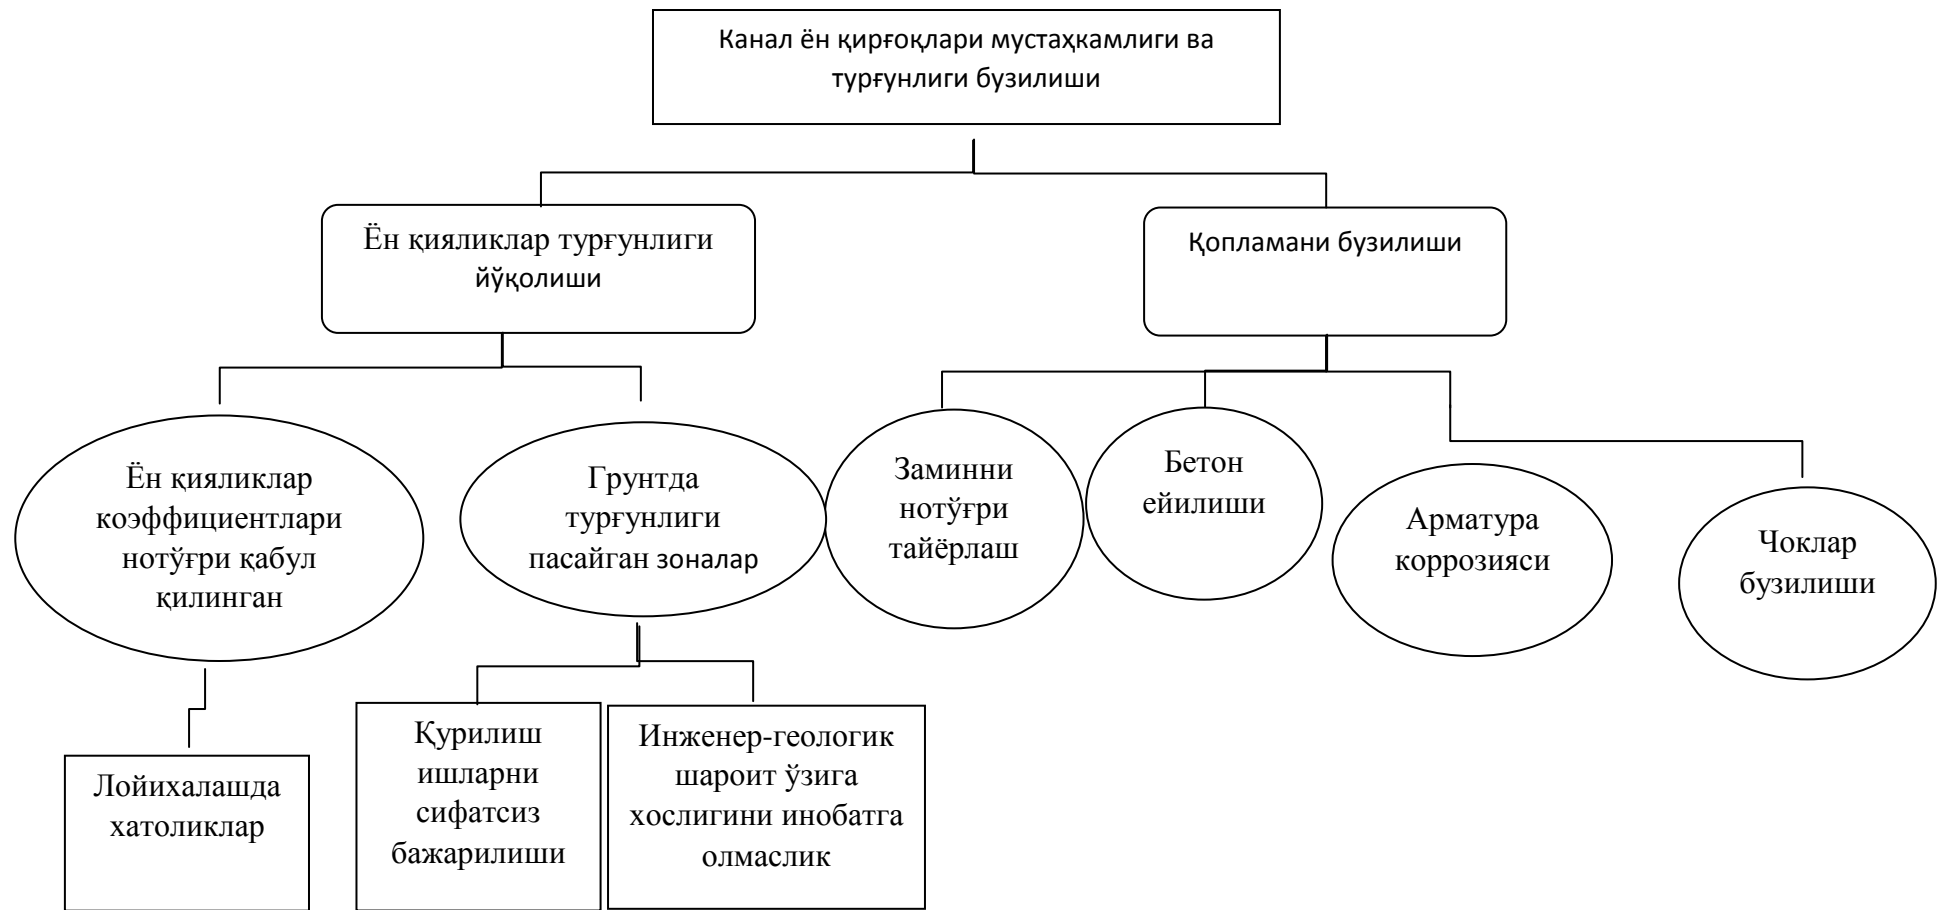 Канал ён қирғоқлари мустаҳкамлиги ва
турғунлиги бузилиши
Ён қияликлар турғунлиги
йўқолиши
Қопламани бузилиши
Ён қияликлар
коэффициентлари
нотўғри қабул
қилинган
Грунтда
турғунлиги
пасайган зоналар
Заминни
нотўғри
тайёрлаш
Бетон
ейилиши
Арматура
коррозияси
Чоклар
бузилиши
Лойихалашда
хатоликлар
Қурилиш
ишларни
сифатсиз
бажарилиши
Инженер-геологик
шароит ўзига
хослигини инобатга
олмаслик